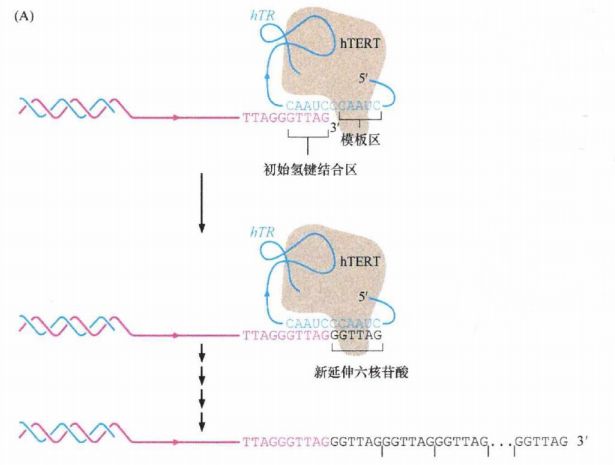 (A)
hTR
hTERT
5′
CAAUCCCAAUC
TTAGGGTTAG
3′
模板区
初始氢键结合区
hTR
hTERT
5′
CAAUCCCAAUC
TTAGGGTTAGGGTTAG
新延伸六核苷酸
TTAGGGTTAGGGTTAGGGTTAGGGTTAG...GGTTAG 3′